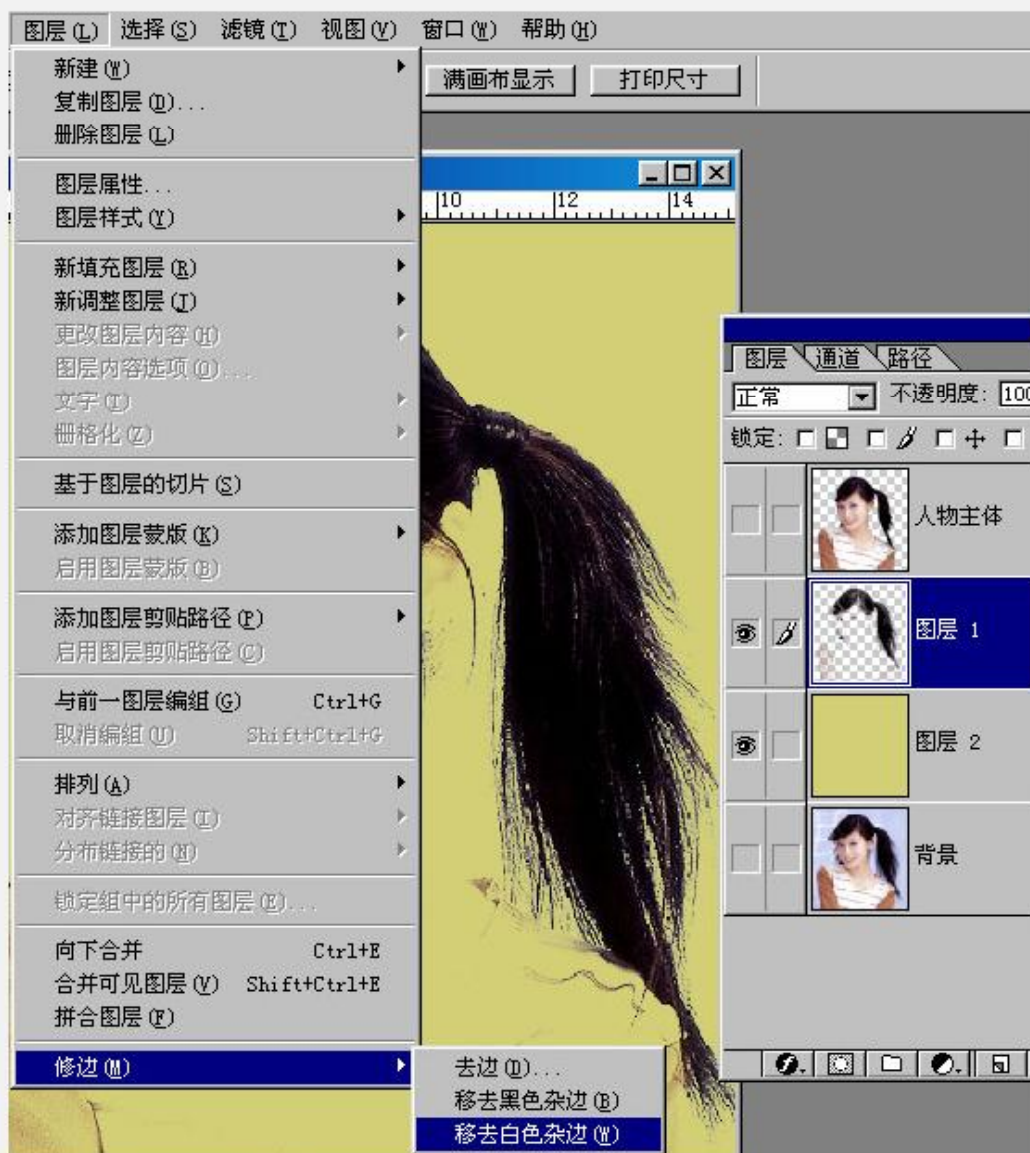 图层(L) 选择(S) 滤镜(T) 视图(V) 窗口(W) 帮助(H)
满画布显示 打印尺寸
新建(W)
复制图层(D)...
删除图层(L)
图层属性...
图层样式(Y)
新填充图层(R)
新调整图层(J)
更改图层内容(H)
图层内容选项(O)...
文字(T)
栅格化(Z)
基于图层的切片(S)
添加图层蒙版(K)
启用图层蒙版(B)
添加图层剪贴路径(P)
启用图层剪贴路径(C)
与前一图层编组(G) Ctrl+G
取消编组(U) Shift+Ctrl+G
排列(A)
对齐链接图层(I)
分布链接的(N)
锁定组中的所有图层(E)...
向下合并 Ctrl+E
合并可见图层(V) Shift+Ctrl+E
拼合图层(F)
修边(M)
去边(D)...
移去黑色杂边(B)
移去白色杂边(W)
10 12 14
图层 通道 路径
正常 不透明度: 100
锁定:
人物主体
图层 1
图层 2
背景